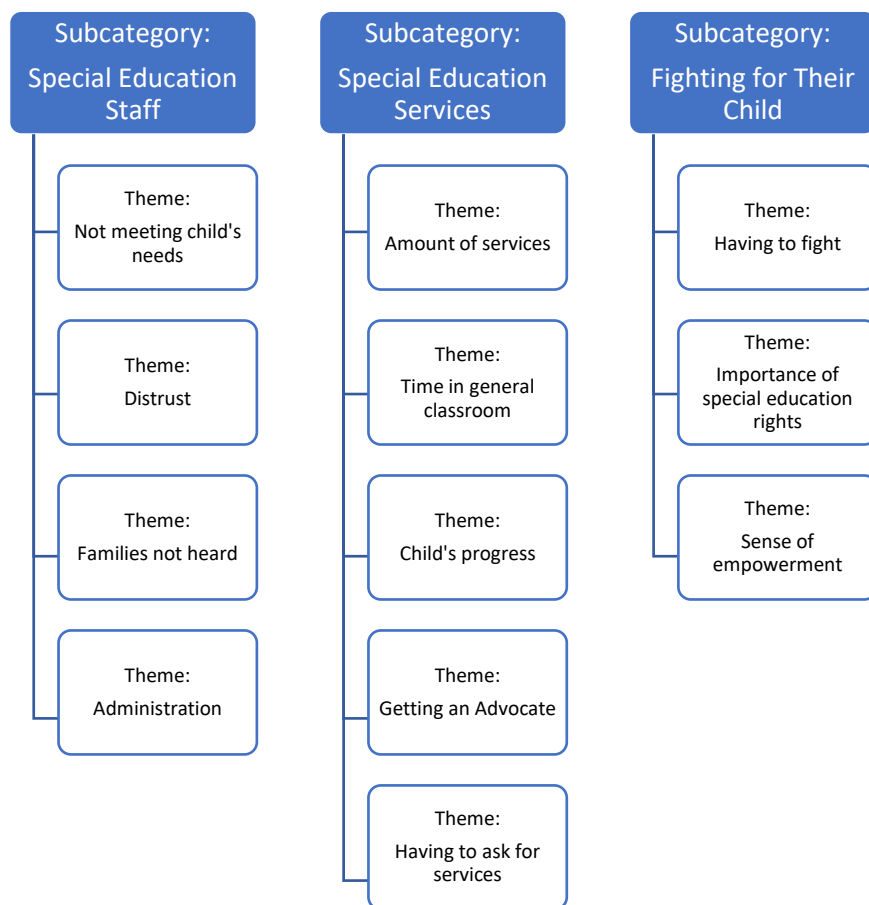 Subcategory:
Special Education
Staff
Theme:
Not meeting child's
needs
Theme:
Distrust
Theme:
Families not heard
Theme:
Administration
Subcategory:
Special Education
Services
Theme:
Amount of services
Theme:
Time in general
classroom
Theme:
Child's progress
Theme:
Getting an Advocate
Theme:
Having to ask for
services
Subcategory:
Fighting for Their
Child
Theme:
Having to fight
Theme:
Importance of
special education
rights
Theme:
Sense of
empowerment